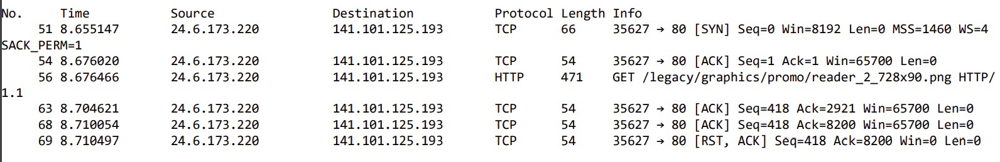 No. Time Source Destination Protocol Length Info
51 8.655147 24.6.173.220 141.101.125.193 TCP 66 35627 → 80 [SYN] Seq=0 Win=8192 Len=0 MSS=1460 WS=4
SACK_PERM=1
54 8.676020 24.6.173.220 141.101.125.193 TCP 54 35627 → 80 [ACK] Seq=1 Ack=1 Win=65700 Len=0
56 8.676466 24.6.173.220 141.101.125.193 HTTP 471 GET /legacy/graphics/promo/reader_2_728x90.png HTTP/
1.1
63 8.704621 24.6.173.220 141.101.125.193 TCP 54 35627 → 80 [ACK] Seq=418 Ack=2921 Win=65700 Len=0
68 8.710054 24.6.173.220 141.101.125.193 TCP 54 35627 → 80 [ACK] Seq=418 Ack=8200 Win=65700 Len=0
69 8.710497 24.6.173.220 141.101.125.193 TCP 54 35627 → 80 [RST, ACK] Seq=418 Ack=8200 Win=0 Len=0